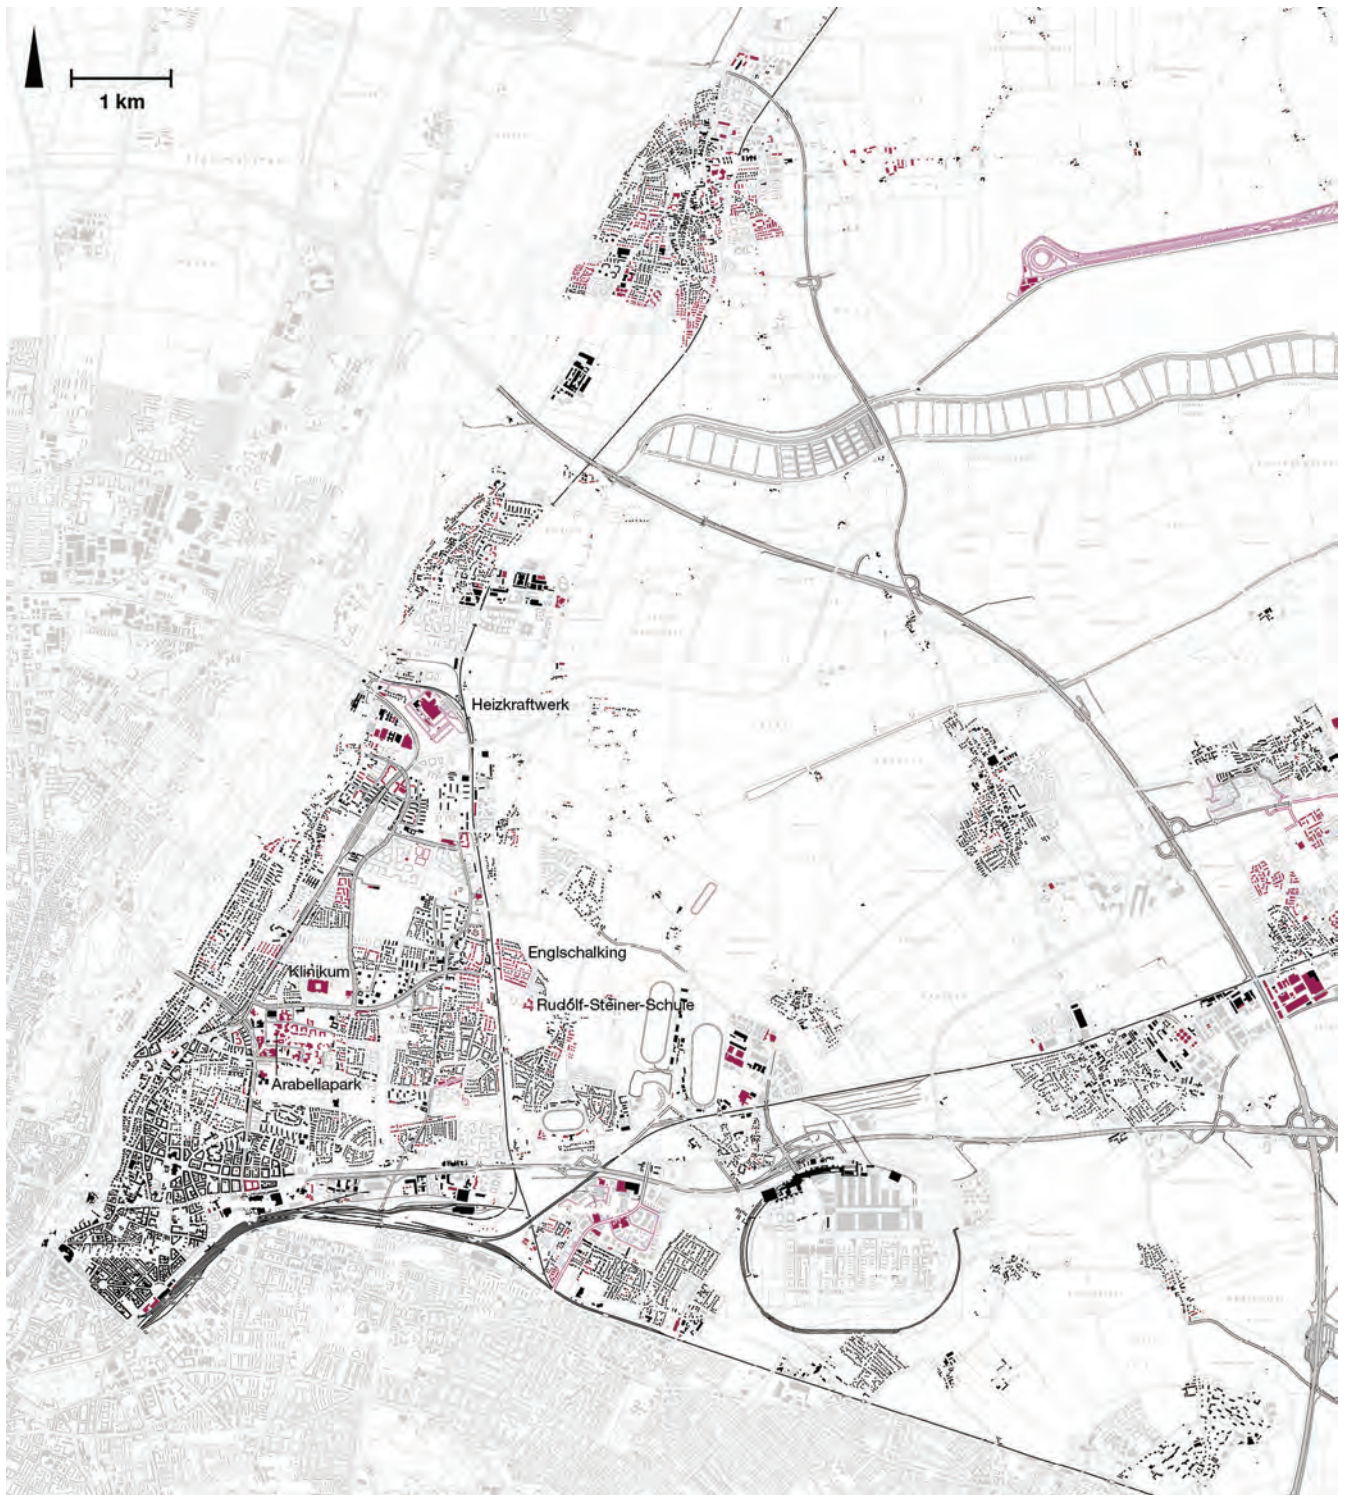 1 km
Heizkraftwerk
Englschalking
Klinikum
Rudolf-Steiner-Schule
Arabellapark